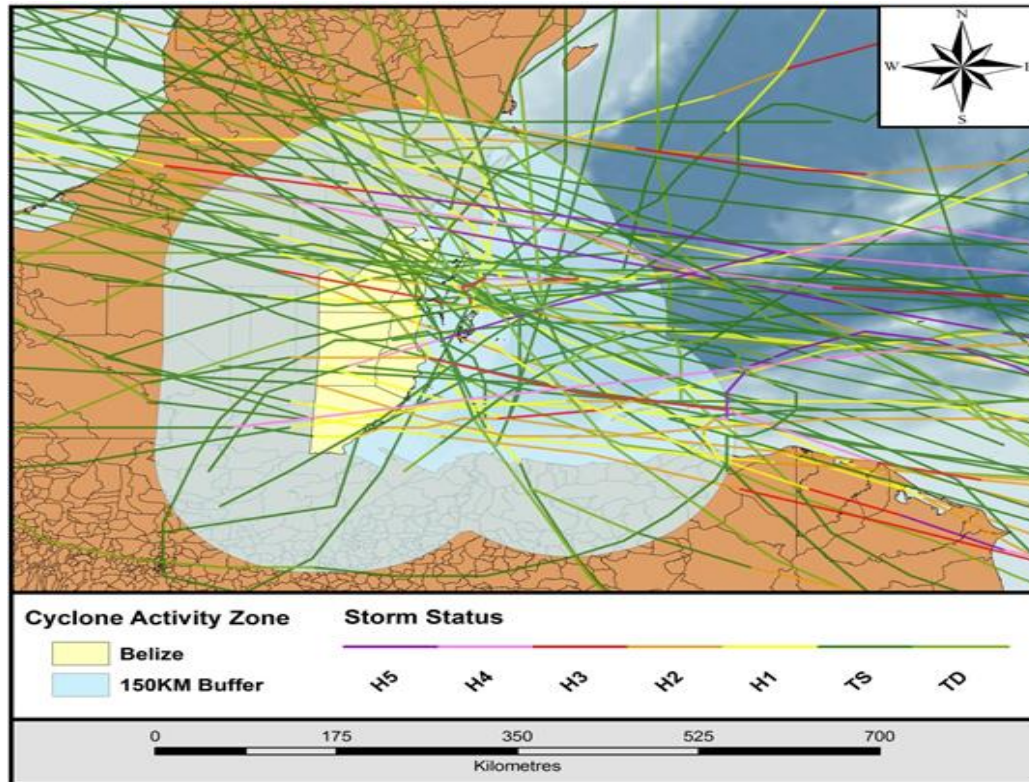 N
W E
S
Cyclone Activity Zone
Belize
150KM Buffer
Storm Status
H5 H4 H3 H2 H1 TS TD
0 175 350 525 700
Kilometres